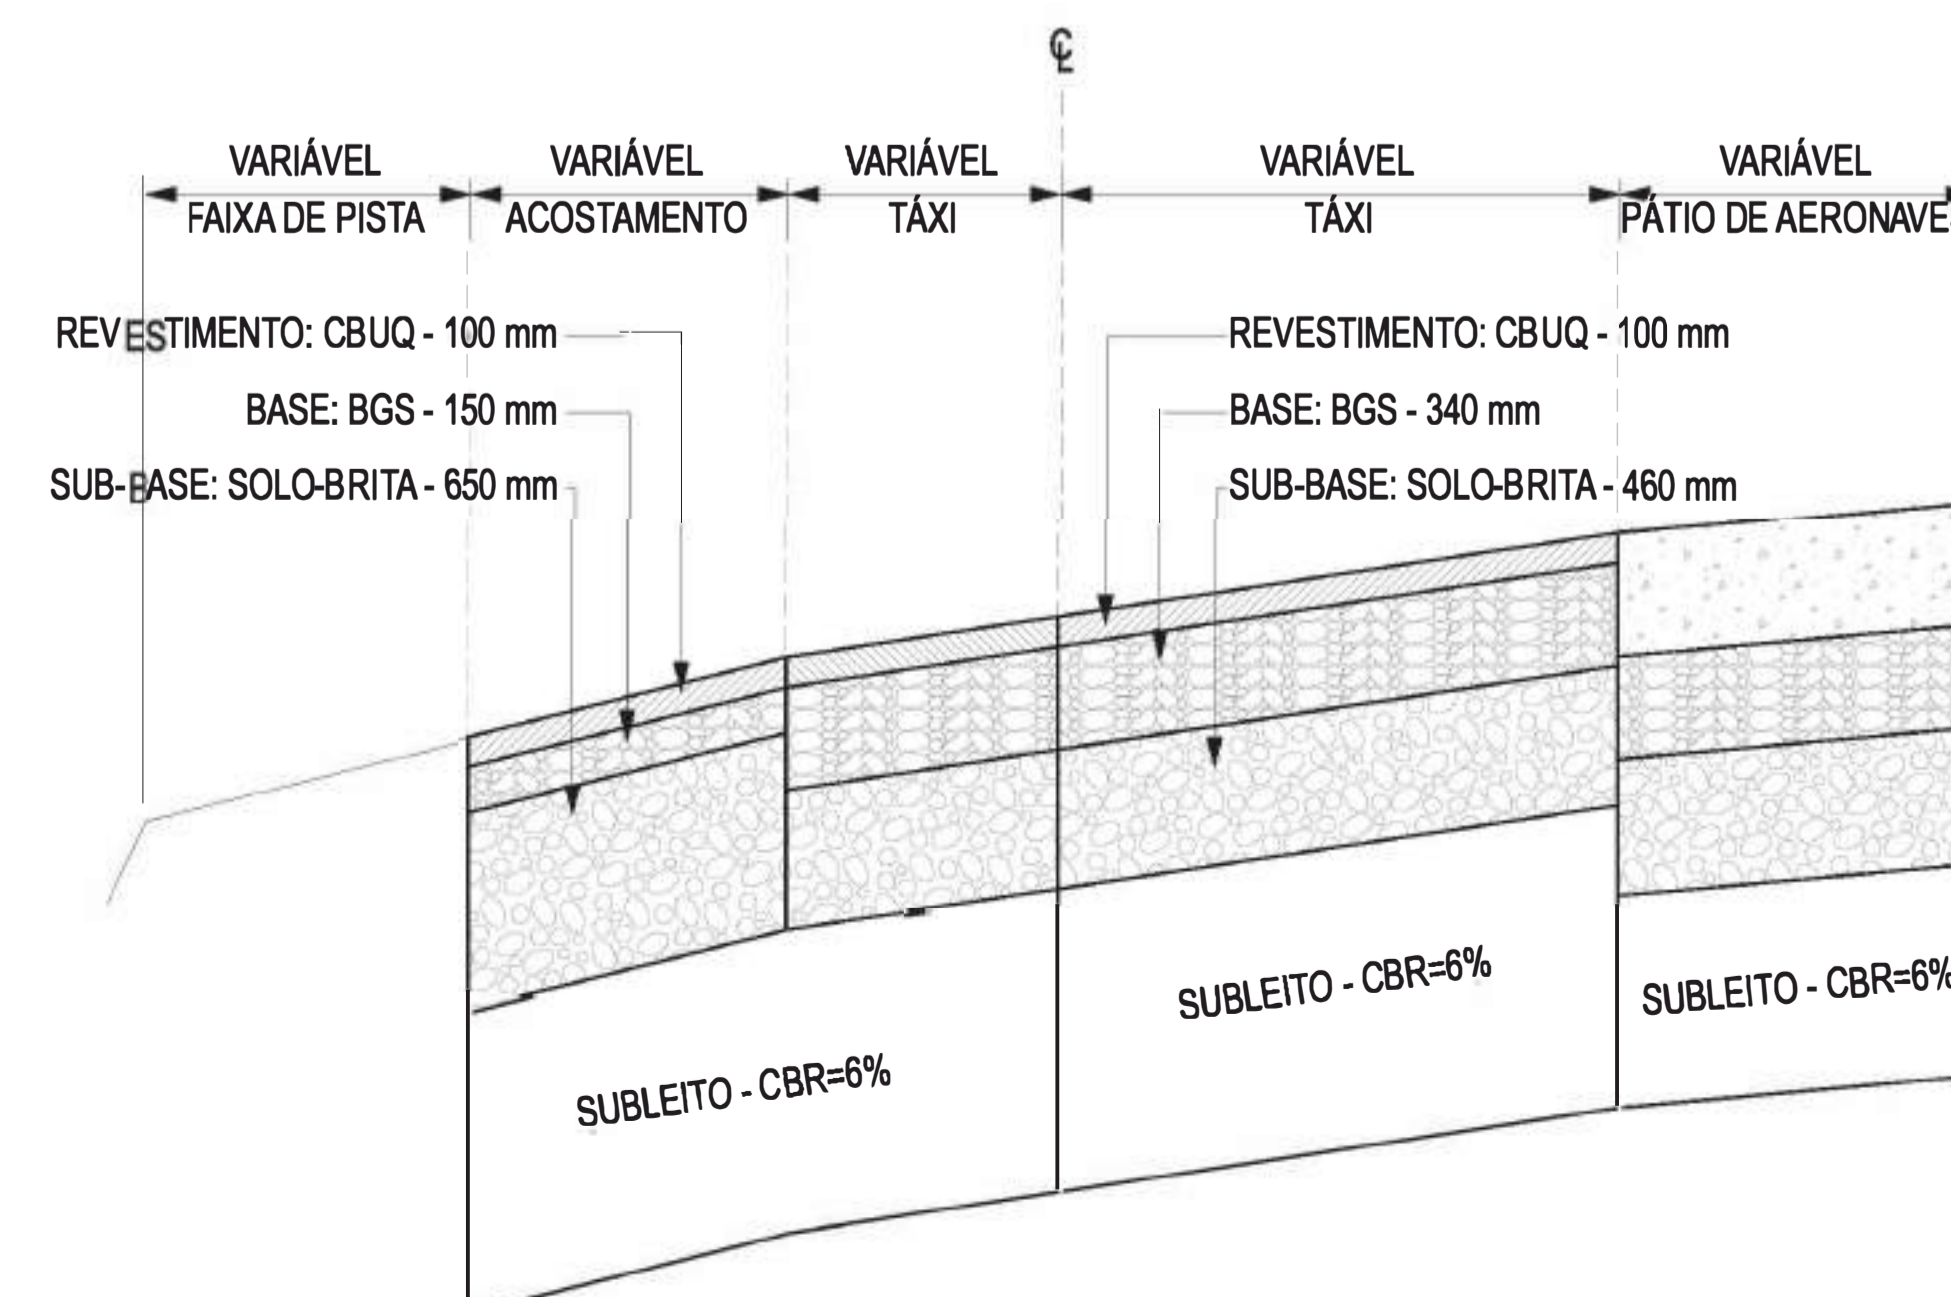 ℄
VARIÁVEL VARIÁVEL VARIÁVEL VARIÁVEL VARIÁVEL
FAIXA DE PISTA ACOSTAMENTO TÁXI TÁXI PÁTIO DE AERONAVE
REVESTIMENTO: CBUQ - 100 mm
BASE: BGS - 150 mm
SUB-BASE: SOLO-BRITA - 650 mm
REVESTIMENTO: CBUQ - 100 mm
BASE: BGS - 340 mm
SUB-BASE: SOLO-BRITA - 460 mm
SUBLEITO - CBR=6%
SUBLEITO - CBR=6%
SUBLEITO - CBR=6%